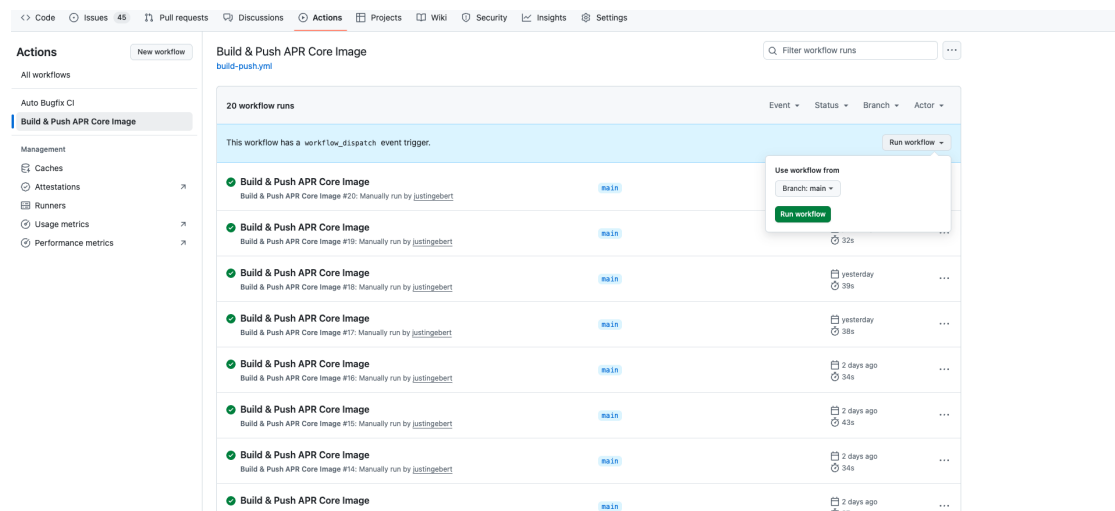 Code Issues 45 Pull requests Discussions Actions Projects Wiki Security Insights Settings
Actions
New workflow
All workflows
Auto Bugfix CI
Build & Push APR Core Image
Management
Caches
Attestations
Runners
Usage metrics
Performance metrics
Build & Push APR Core Image
build-push.yml
Filter workflow runs
20 workflow runs
Event Status Branch Actor
This workflow has a workflow_dispatch event trigger.
Run workflow
Use workflow from
Branch: main
Run workflow
Build & Push APR Core Image
Build & Push APR Core Image #20: Manually run by justingebert
main
Build & Push APR Core Image
Build & Push APR Core Image #19: Manually run by justingebert
main
32s
Build & Push APR Core Image
Build & Push APR Core Image #18: Manually run by justingebert
main
yesterday
39s
Build & Push APR Core Image
Build & Push APR Core Image #17: Manually run by justingebert
main
yesterday
38s
Build & Push APR Core Image
Build & Push APR Core Image #16: Manually run by justingebert
main
2 days ago
34s
Build & Push APR Core Image
Build & Push APR Core Image #15: Manually run by justingebert
main
2 days ago
43s
Build & Push APR Core Image
Build & Push APR Core Image #14: Manually run by justingebert
main
2 days ago
34s
Build & Push APR Core Image
main
2 days ago